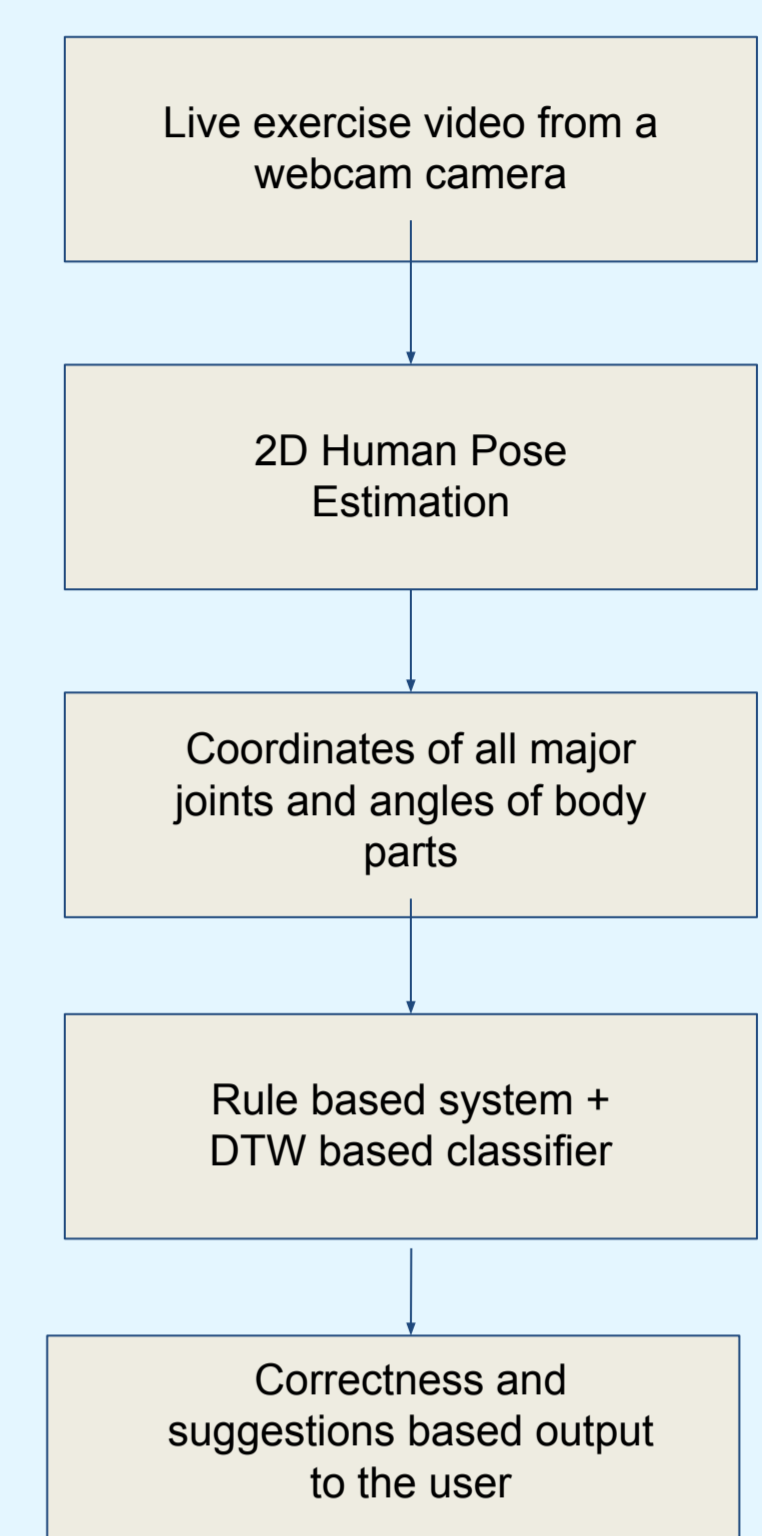 Live exercise video from a
webcam camera
2D Human Pose
Estimation
Coordinates of all major
joints and angles of body
parts
Rule based system +
DTW based classifier
Correctness and
suggestions based output
to the user